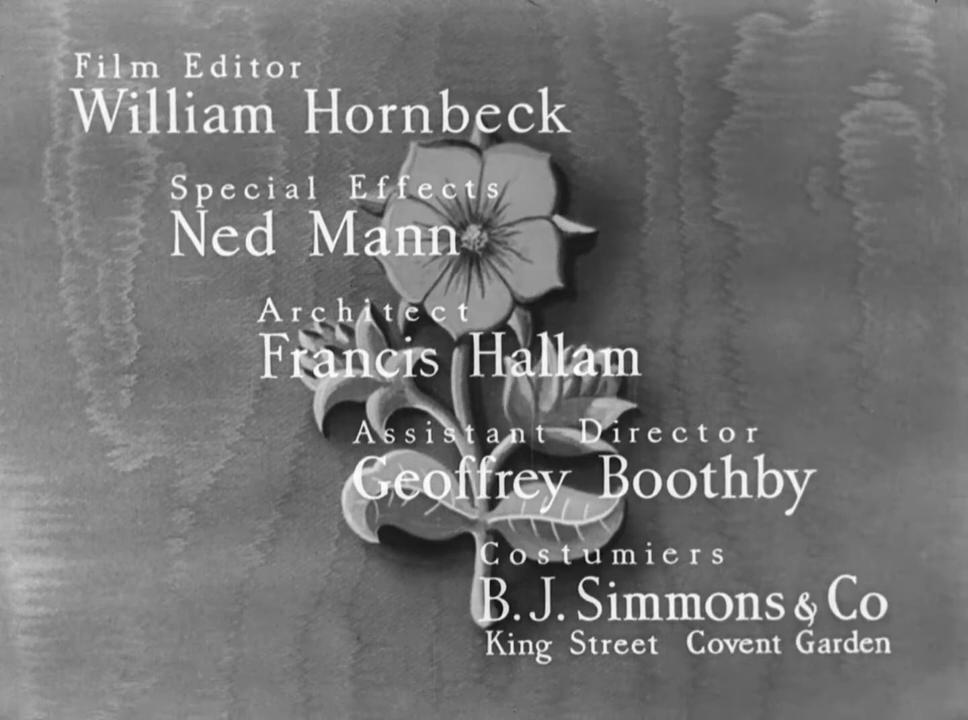 Film Editor
William Hornbeck
Special Effects
Ned Mann
Architect
Francis Hallam
Assistant Director
Geoffrey Boothby
Costumiers
B.J. Simmons & Co
King Street Covent Garden